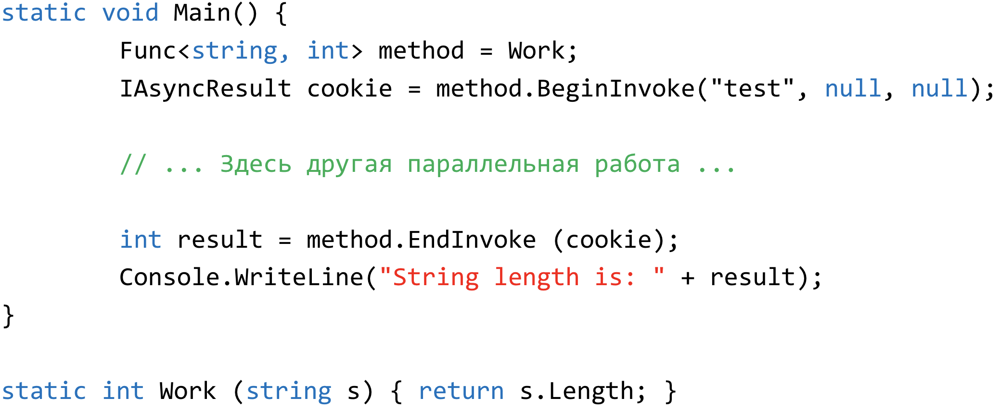 static void Main() {
Func<string, int> method = Work;
IAsyncResult cookie = method.BeginInvoke("test", null, null);
// ... Здесь другая параллельная работа ...
int result = method.EndInvoke (cookie);
Console.WriteLine("String length is: " + result);
}
static int Work (string s) { return s.Length; }